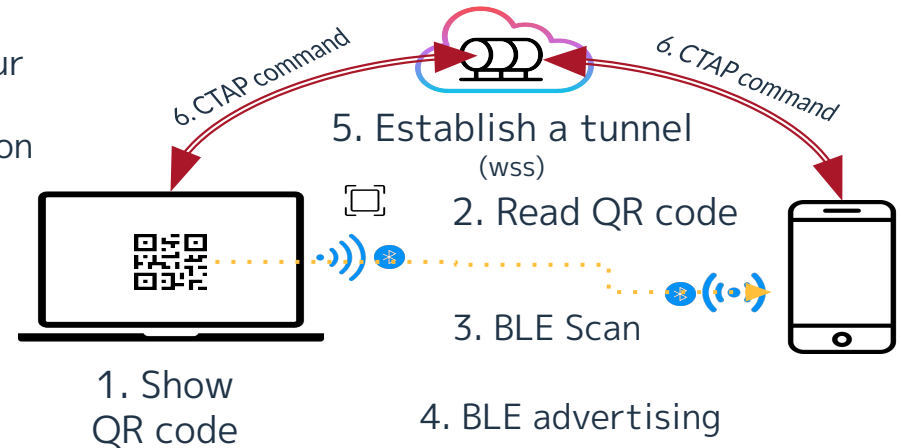 6. CTAP command
6. CTAP command
5. Establish a tunnel
(wss)
2. Read QR code
3. BLE Scan
1. Show
QR code
4. BLE advertising